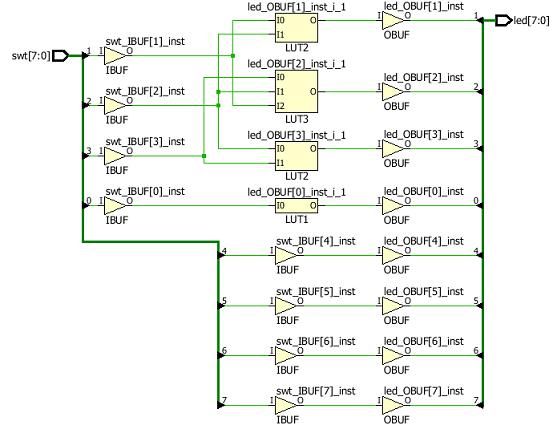 led_OBUF[1]_inst_i_1 led_OBUF[1]_inst
swt[7:0] 1 swt_IBUF[1]_inst I0 O I O 1 led[7:0]
I O I1 OBUF
IBUF LUT2
led_OBUF[2]_inst_i_1
swt_IBUF[2]_inst I0 led_OBUF[2]_inst
2 I O I1 O I O 2
IBUF I2 OBUF
LUT3
led_OBUF[3]_inst_i_1 led_OBUF[3]_inst
3 swt_IBUF[3]_inst I0 O I O 3
I O I1 OBUF
IBUF LUT2
swt_IBUF[0]_inst led_OBUF[0]_inst_i_1 led_OBUF[0]_inst
0 I O I0 O I O 0
IBUF LUT1 OBUF
swt_IBUF[4]_inst led_OBUF[4]_inst
4 I O I O 4
IBUF OBUF
swt_IBUF[5]_inst led_OBUF[5]_inst
5 I O I O 5
IBUF OBUF
swt_IBUF[6]_inst led_OBUF[6]_inst
6 I O I O 6
IBUF OBUF
swt_IBUF[7]_inst led_OBUF[7]_inst
7 I O I O 7
IBUF OBUF